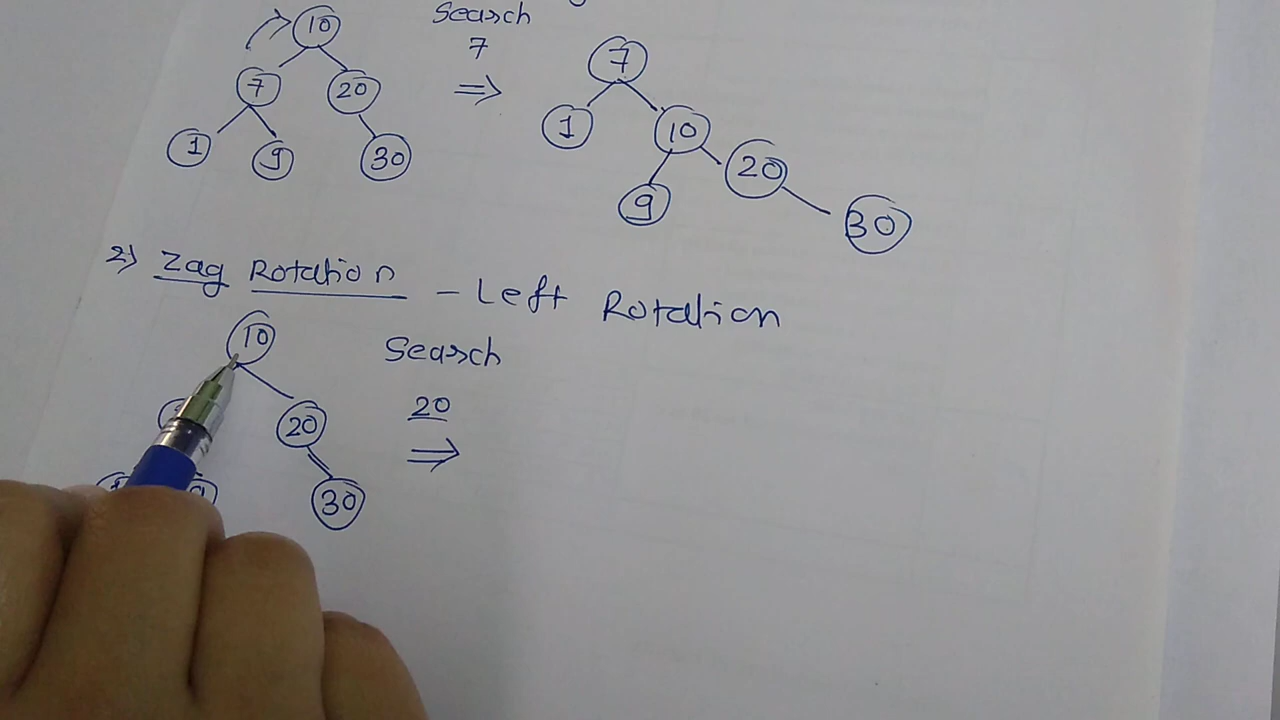 10 Search
7
7 20 ⇒ 7
1 9 30 1 10 20
9 30
2) Zag Rotation - Left Rotation
10 Search
20 20
⇒
30